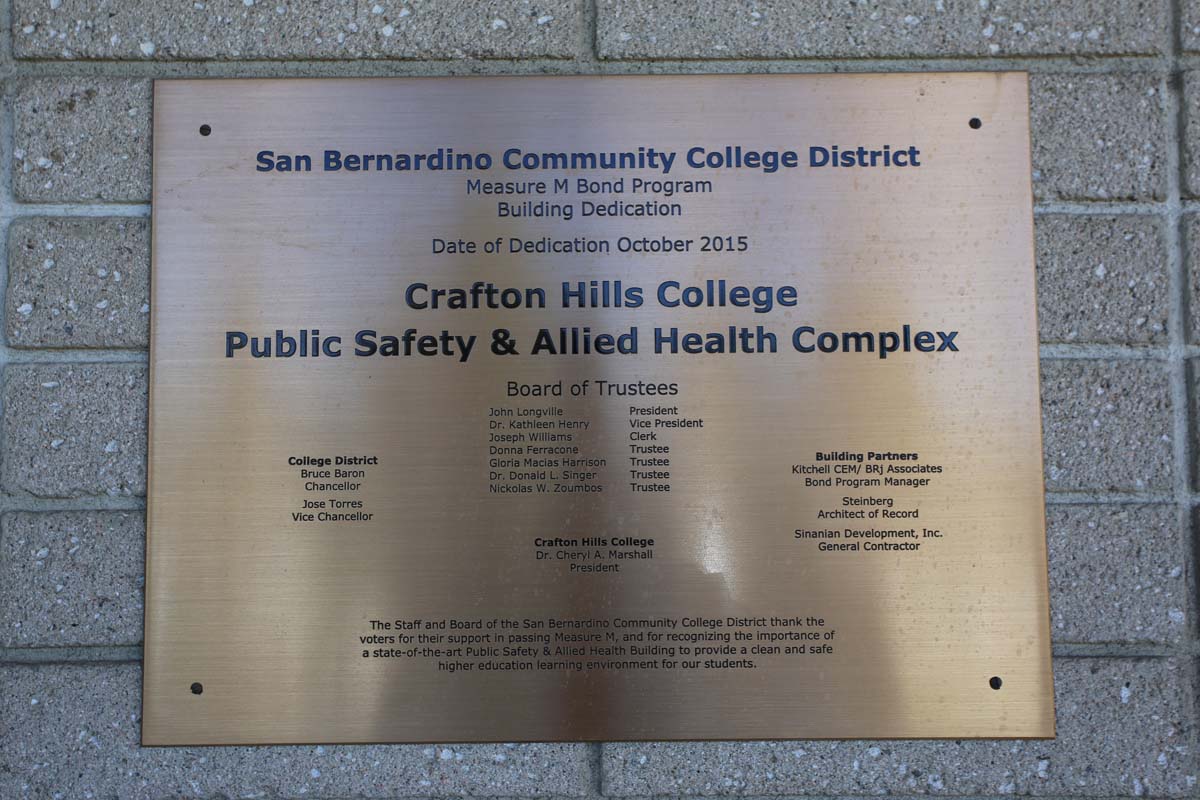 San Bernardino Community College District
Measure M Bond Program
Building Dedication
Date of Dedication October 2015
Crafton Hills College
Public Safety & Allied Health Complex
Board of Trustees
John Longville President
Dr. Kathleen Henry Vice President
Joseph Williams Clerk
Donna Ferracone Trustee
Gloria Macias Harrison Trustee
Dr. Donald L. Singer Trustee
Nickolas W. Zoumbos Trustee
College District
Bruce Baron
Chancellor
Jose Torres
Vice Chancellor
Building Partners
Kitchell CEM/ BRj Associates
Bond Program Manager
Steinberg
Architect of Record
Sinanian Development, Inc.
General Contractor
Crafton Hills College
Dr. Cheryl A. Marshall
President
The Staff and Board of the San Bernardino Community College District thank the
voters for their support in passing Measure M, and for recognizing the importance of
a state-of-the-art Public Safety & Allied Health Building to provide a clean and safe
higher education learning environment for our students.